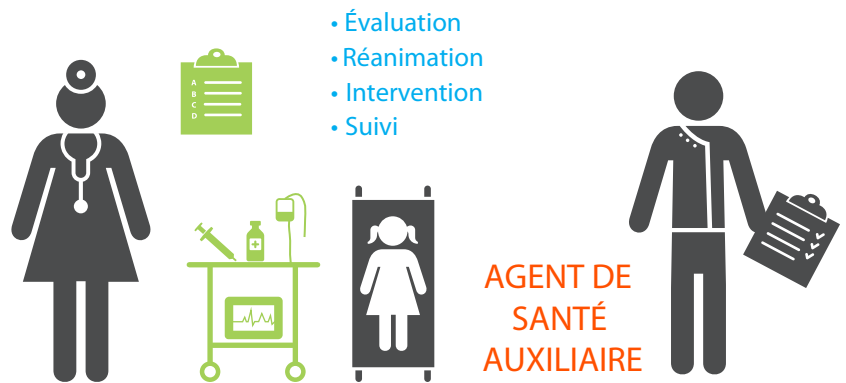 • Évaluation
• Réanimation
• Intervention
• Suivi
A
B
C
D
AGENT DE
SANTÉ
AUXILIAIRE